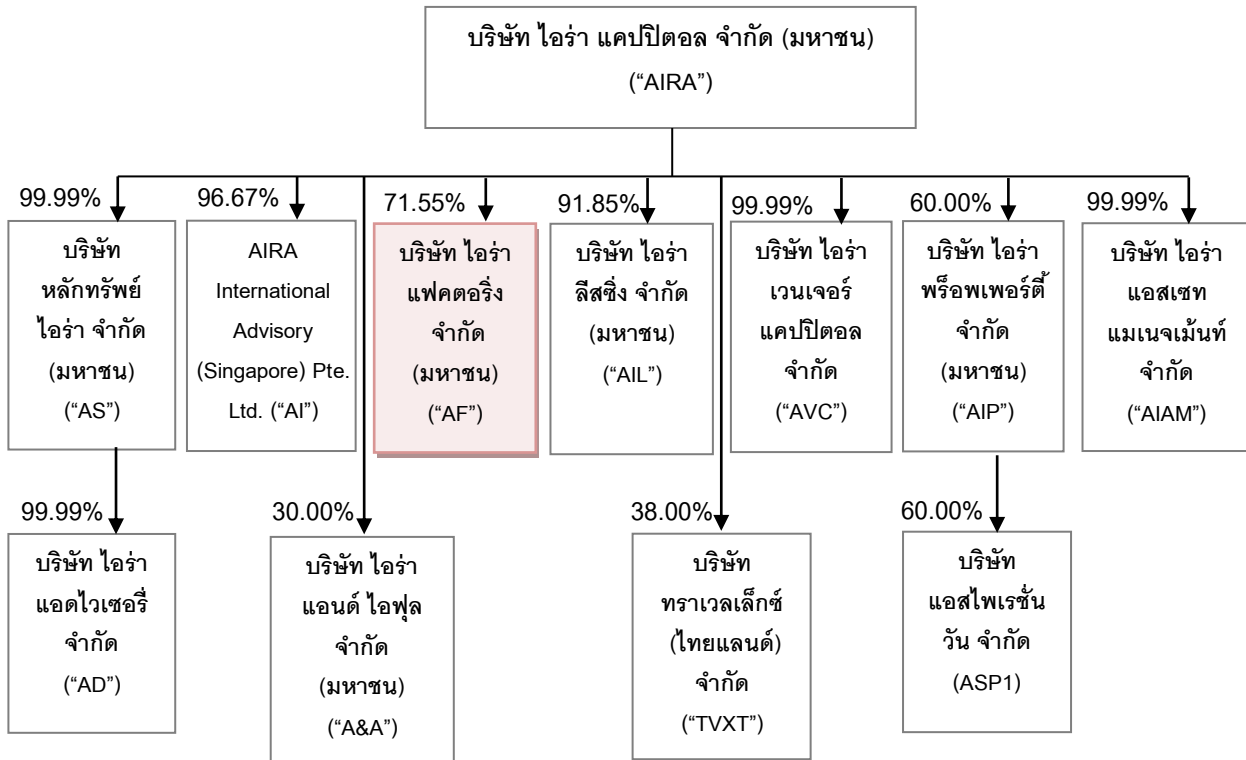 บริษัท ไอร่า แคปปิตอล จำกัด (มหาชน)
(“AIRA”)
99.99%
บริษัท
หลักทรัพย์
ไอร่า จำกัด
(มหาชน)
(“AS”)
96.67%
AIRA
International
Advisory
(Singapore) Pte.
Ltd. (“AI”)
71.55%
บริษัท ไอร่า
แฟคตอริ่ง
จำกัด
(มหาชน)
(“AF”)
91.85%
บริษัท ไอร่า
ลีสซิ่ง จำกัด
(มหาชน)
(“AIL”)
99.99%
บริษัท ไอร่า
เวนเจอร์
แคปปิตอล
จำกัด
(“AVC”)
60.00%
บริษัท ไอร่า
พร็อพเพอร์ตี้
จำกัด
(มหาชน)
(“AIP”)
99.99%
บริษัท ไอร่า
แอสเซท
แมเนจเม้นท์
จำกัด
(“AIAM”)
99.99%
บริษัท ไอร่า
แอดไวเซอรี่
จำกัด
(“AD”)
30.00%
บริษัท ไอร่า
แอนด์ ไอฟุล
จำกัด
(มหาชน)
(“A&A”)
38.00%
บริษัท
ทราเวลเล็กซ์
(ไทยแลนด์)
จำกัด
(“TVXT”)
60.00%
บริษัท
แอสไพเรชั่น
วัน จำกัด
(ASP1)